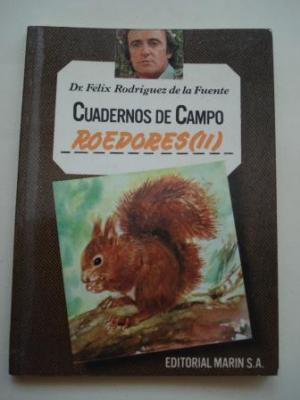 Dr. Felix Rodriguez de la Fuente
CUADERNOS DE CAMPO
ROEDORES (II)
EDITORIAL MARIN S.A.